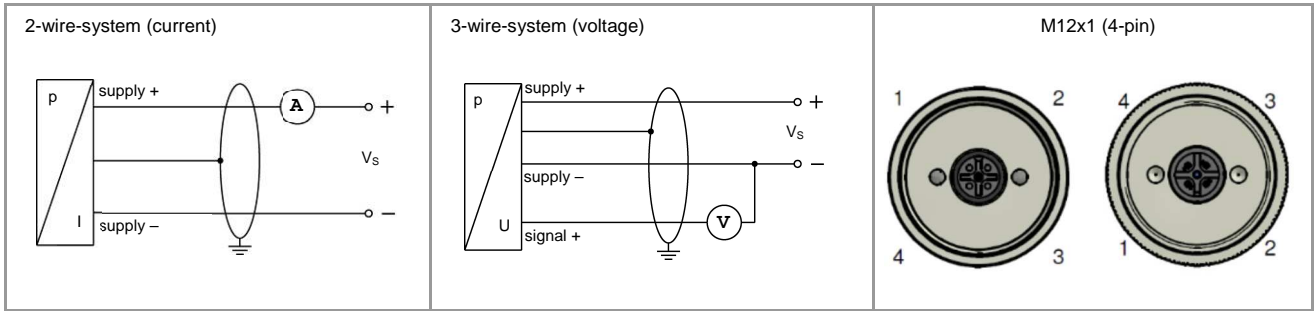 2-wire-system (current)
p
supply +
A
+
VS
I
supply –
–
3-wire-system (voltage)
p
supply +
+
VS
–
supply –
U
V
signal +
M12x1 (4-pin)
1 2
4 3
4 3
1 2